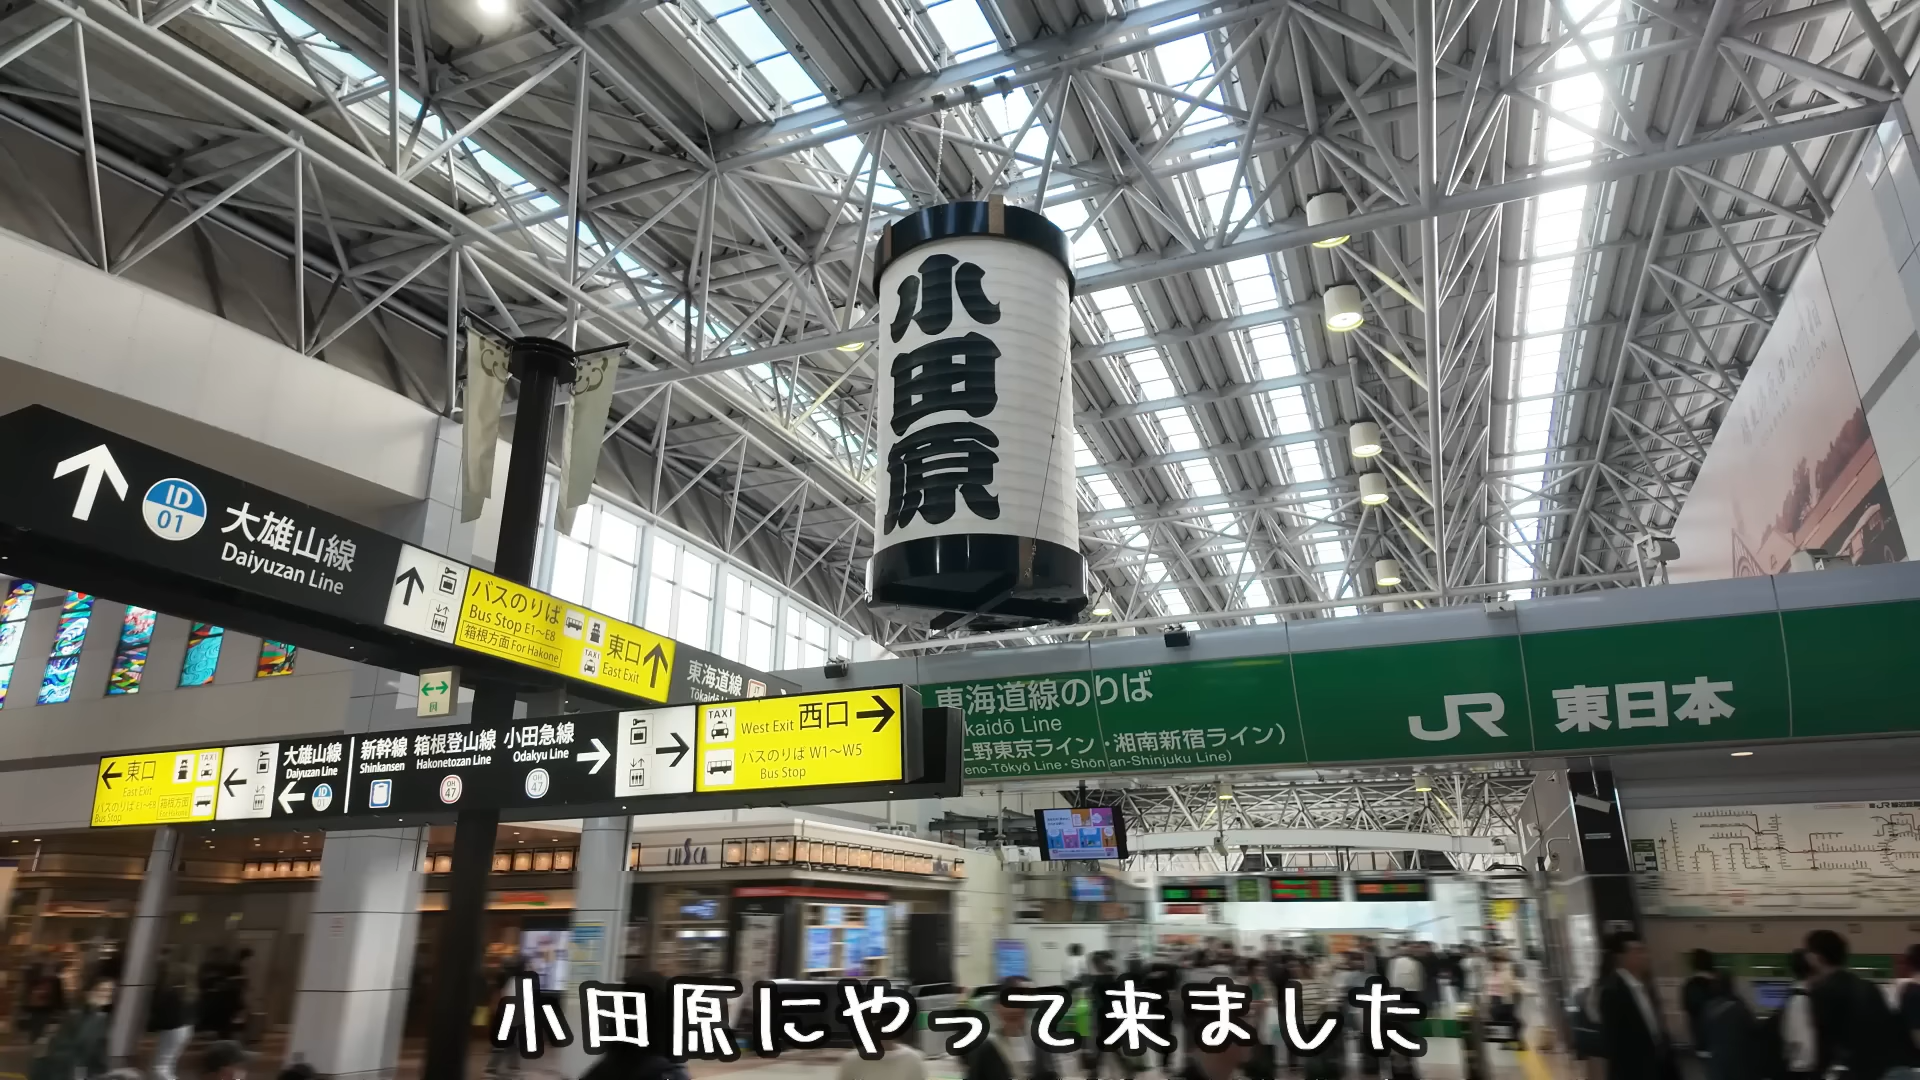 小田原
ID
01
大雄山線
Daiyuzan Line
バスのりば
Bus Stop E1～E8
箱根方面 For Hakone
TAXI
東口
East Exit
東海道線
東海道線のりば
kaidō Line
上野東京ライン・湘南新宿ライン）
eno-Tōkyō Line・Shōnan-Shinjuku Line)
JR 東日本
東口
TAXI
East Exit
バスのりば E1～E8
Bus Stop
箱根方面
大雄山線
Daiyuzan Line
ID
01
新幹線
Shinkansen
箱根登山線
Hakonetozan Line
OH
47
小田急線
Odakyu Line
OH
47
TAXI
West Exit 西口
バスのりば W1～W5
Bus Stop
LUSCA
小田原にやって来ました